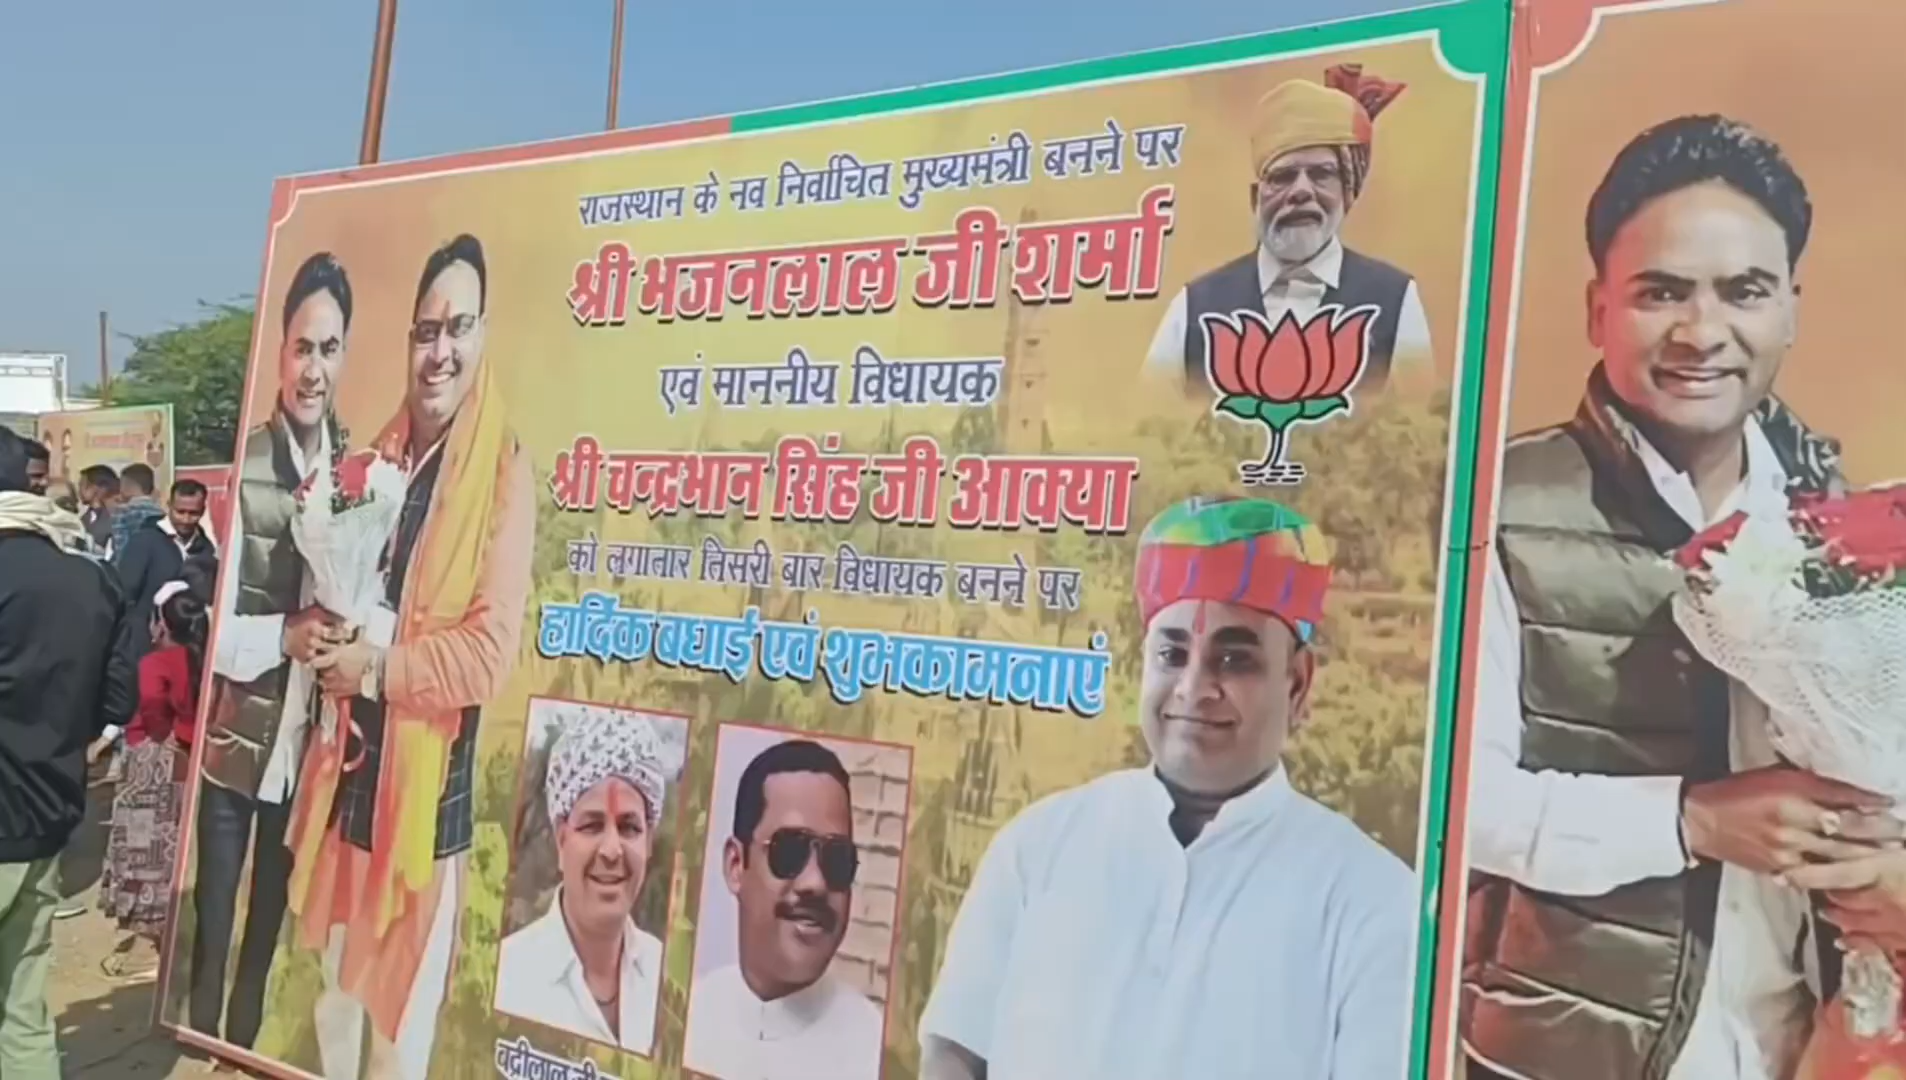 राजस्थान के नव निर्वाचित मुख्यमंत्री बनने पर
श्री भजनलाल जी शर्मा
एवं माननीय विधायक
श्री चन्द्रभान सिंह जी आक्या
को लगातार तिसरी बार विधायक बनने पर
हार्दिक बधाई एवं शुभकामनाएं
बद्रीलाल जी